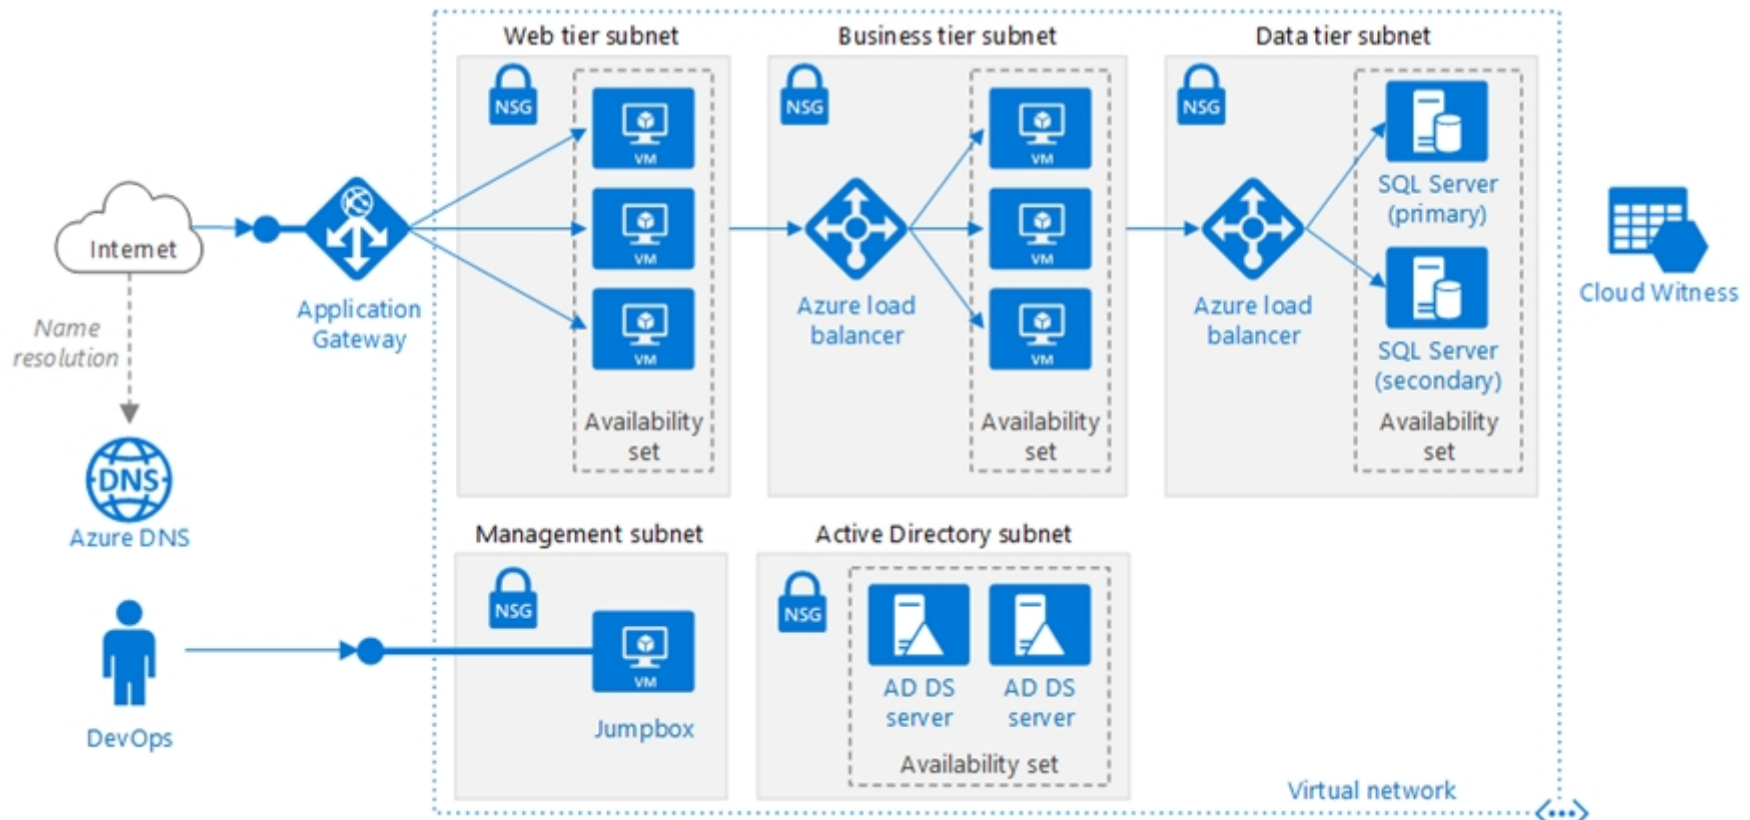 Web tier subnet
Business tier subnet
Data tier subnet
NSG
VM
VM
VM
Availability
set
NSG
VM
VM
VM
Availability
set
NSG
SQL Server
(primary)
SQL Server
(secondary)
Availability
set
Internet
Application
Gateway
Azure load
balancer
Azure load
balancer
Cloud Witness
Name
resolution
DNS
Azure DNS
Management subnet
Active Directory subnet
NSG
VM
Jumpbox
NSG
AD DS
server
AD DS
server
Availability set
DevOps
Virtual network